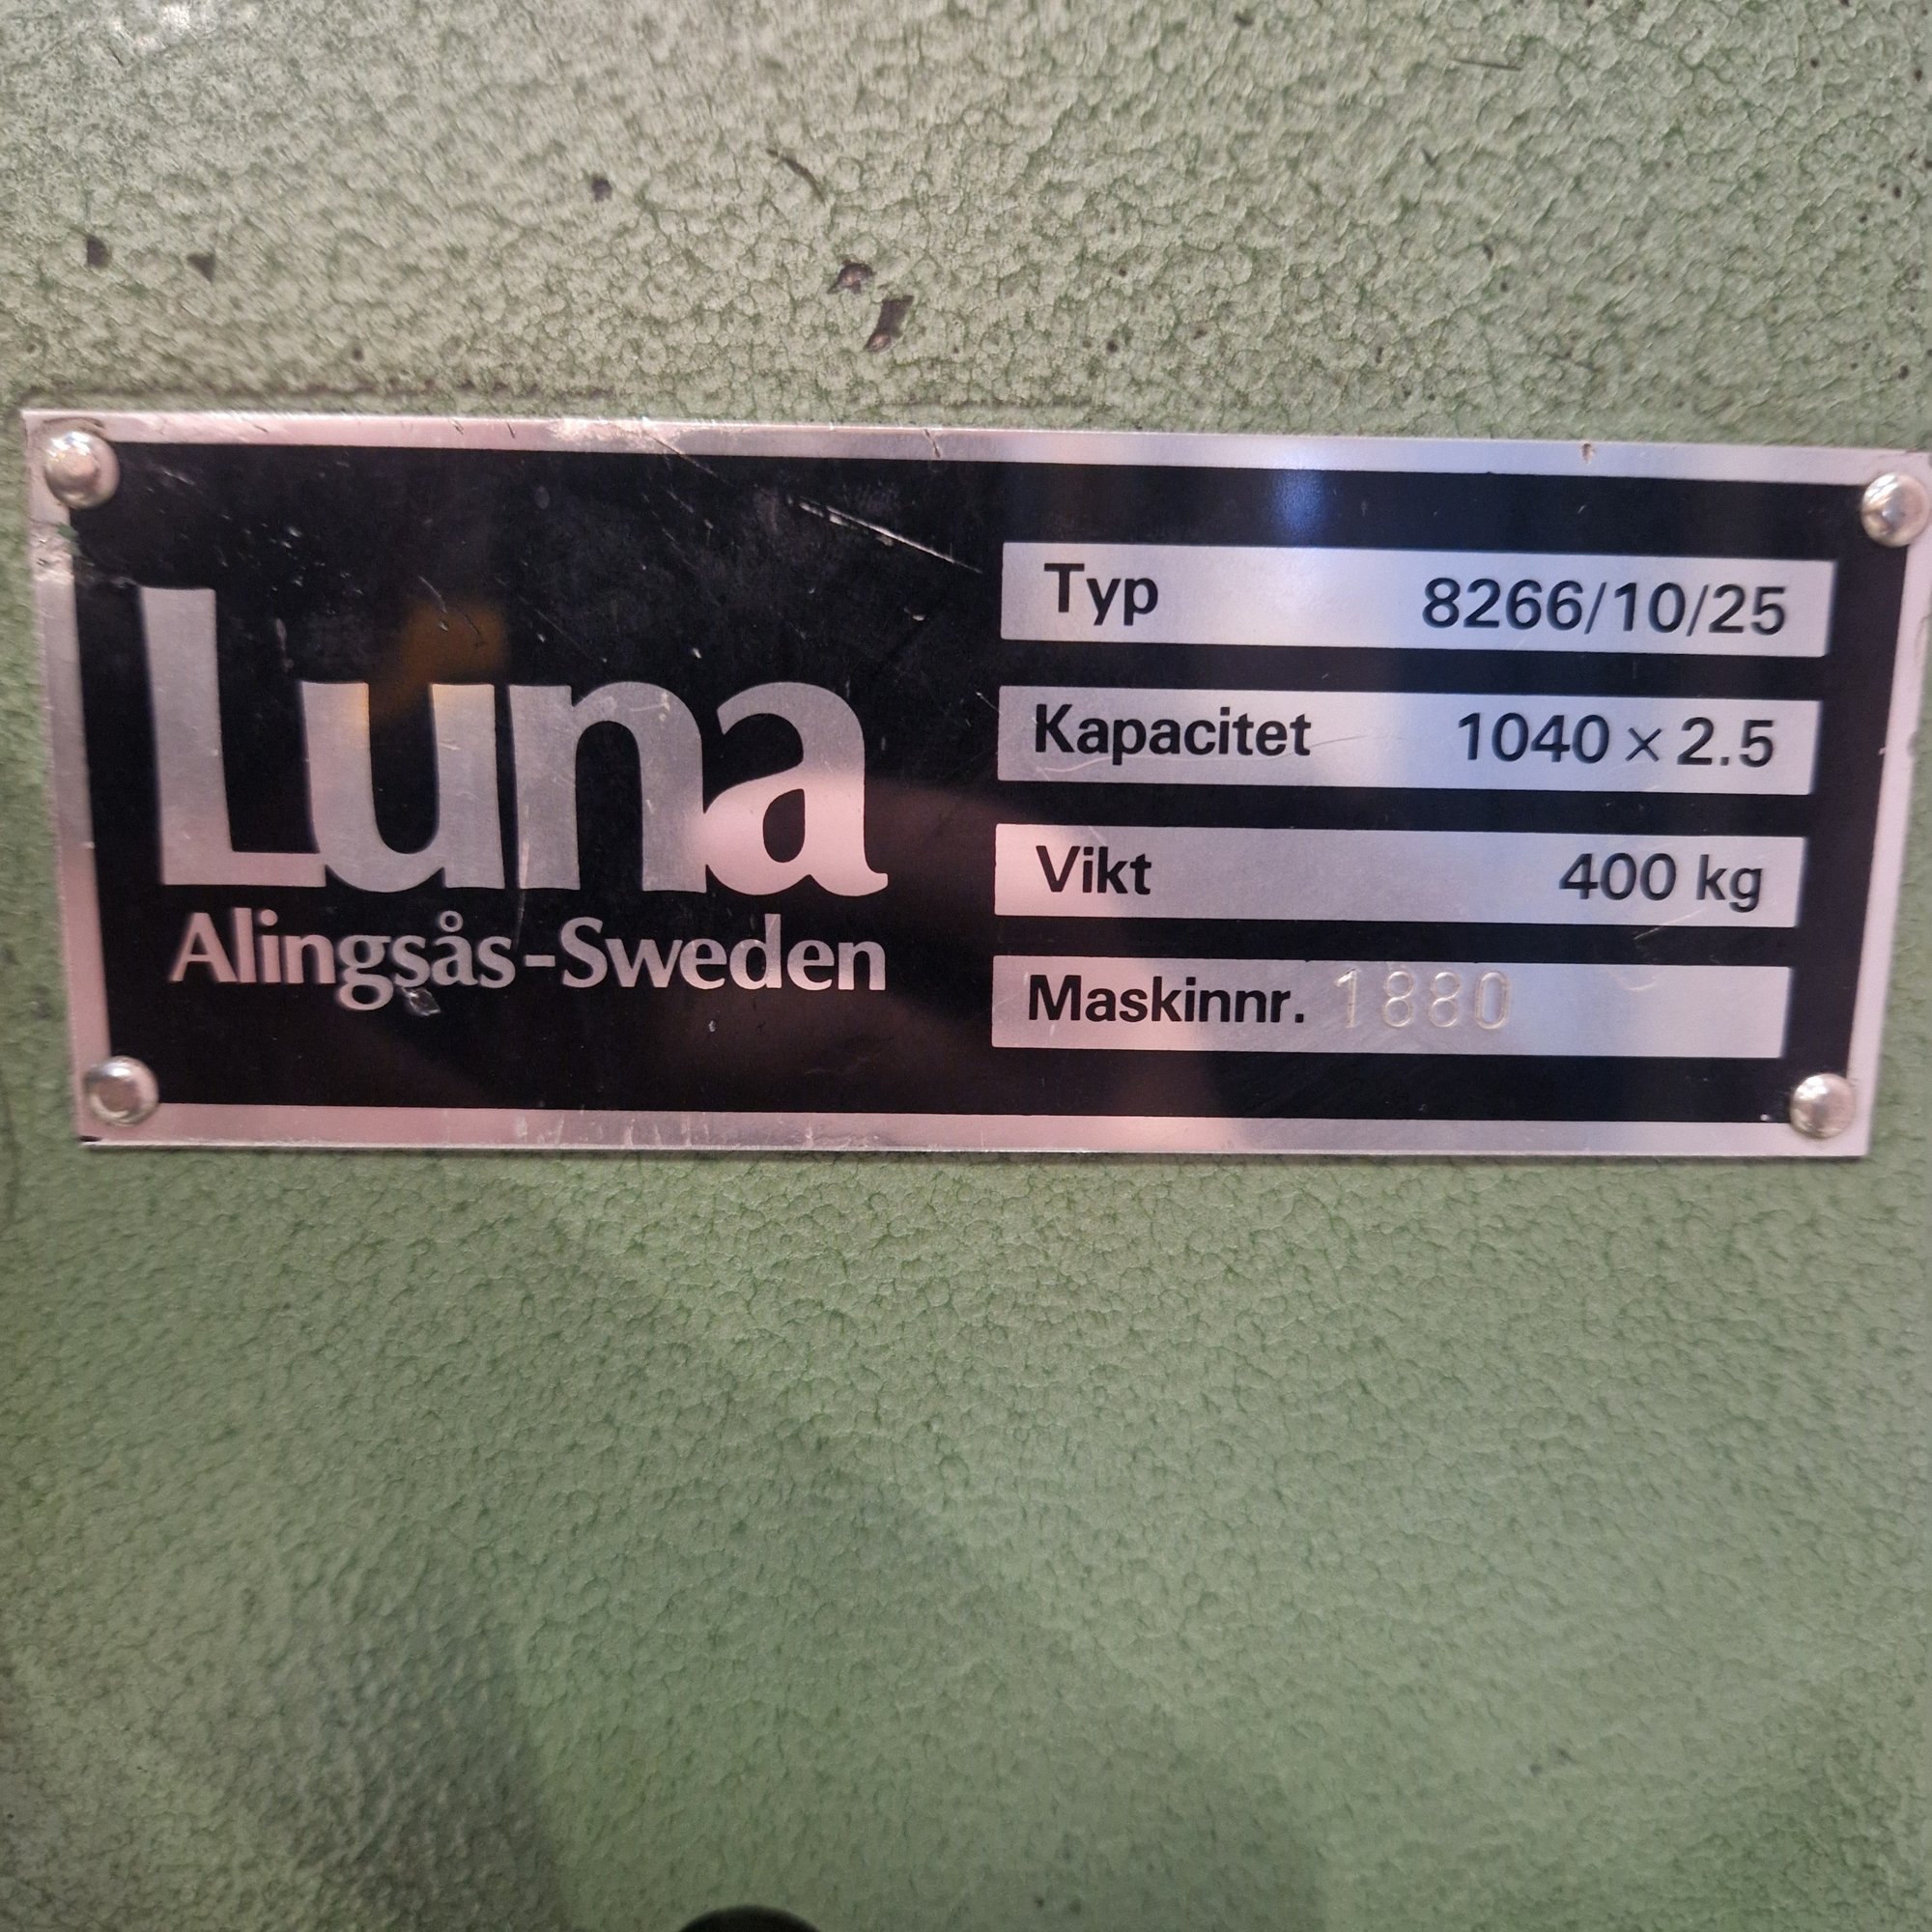 Luna
Alingsås-Sweden
Typ 8266/10/25
Kapacitet 1040 × 2.5
Vikt 400 kg
Maskinnr. 1880